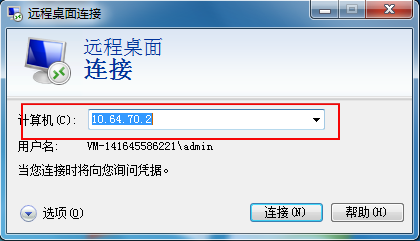 远程桌面连接
远程桌面
连接
计算机(C): 10.64.70.2
用户名: VM-141645586221\admin
当您连接时将向您询问凭据。
选项(O) 连接(N) 帮助(H)